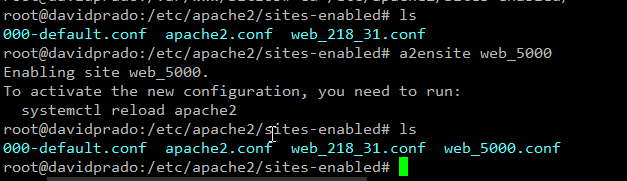 root@davidprado:/etc/apache2/sites-enabled# ls
000-default.conf  apache2.conf  web_218_31.conf
root@davidprado:/etc/apache2/sites-enabled# a2ensite web_5000
Enabling site web_5000.
To activate the new configuration, you need to run:
  systemctl reload apache2
root@davidprado:/etc/apache2/sites-enabled# ls
000-default.conf  apache2.conf  web_218_31.conf  web_5000.conf
root@davidprado:/etc/apache2/sites-enabled#